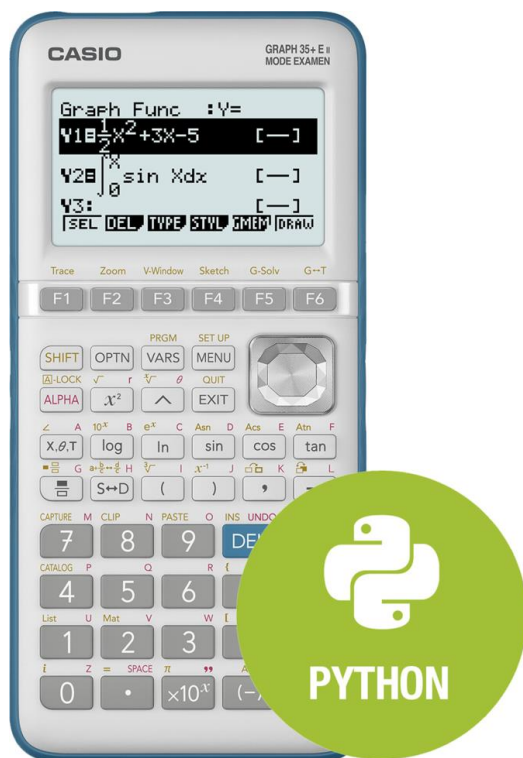 CASIO
GRAPH 35+ E II
MODE EXAMEN
Graph Func :Y=
Y1=1/2X²+3X-5 [—]
Y2=∫0^X sin Xdx [—]
Y3: [—]
SEL DEL TYPE STYL GMEM DRAW
Trace Zoom V-Window Sketch G-Solv G↔T
F1 F2 F3 F4 F5 F6
PRGM SET UP
SHIFT OPTN VARS MENU
A-LOCK √ r ˣ√ θ QUIT
ALPHA x² ^ EXIT
∠ A 10ˣ B eˣ C Asn D Acs E Atn F
X,θ,T log ln sin cos tan
G H ³√ I x⁻¹ J K L
S↔D ( ) ,
CAPTURE M CLIP N PASTE O INS UNDO
7 8 9 DE
CATALOG P Q R {
4 5 6
List U Mat V W [
1 2 3
i Z = SPACE π "
0 . ×10ˣ (-)
PYTHON